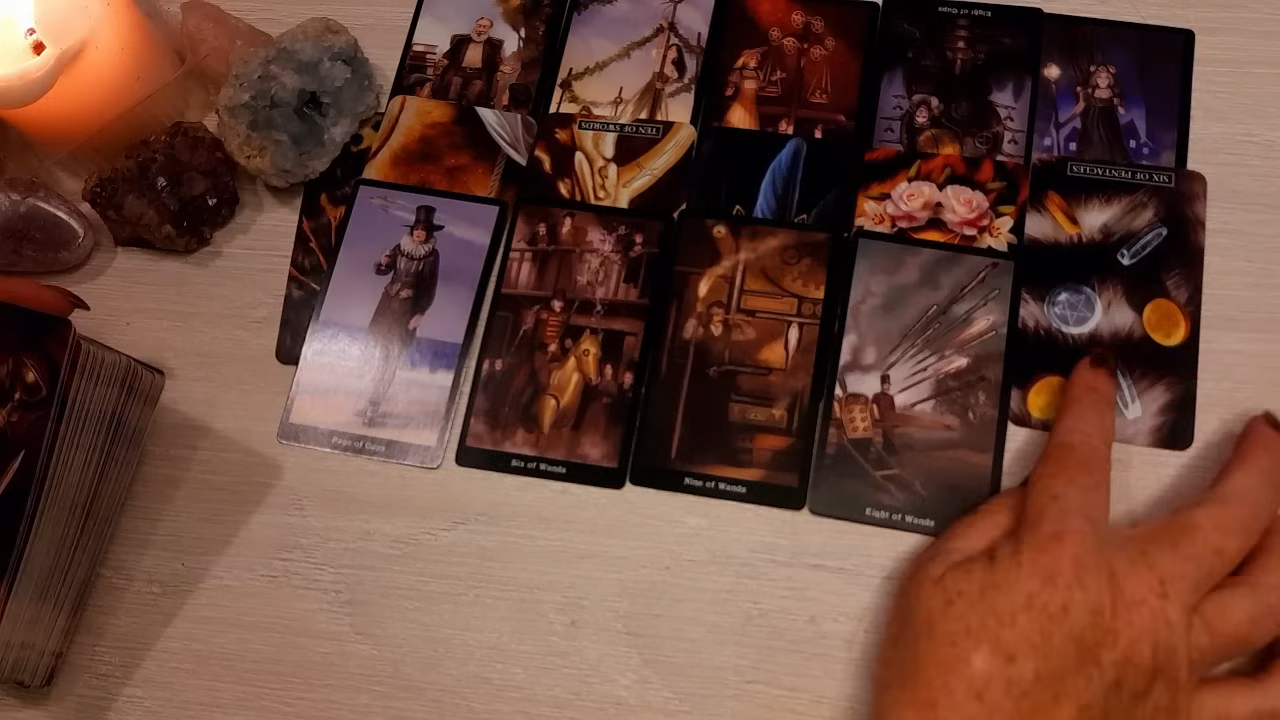 Eight of Cups
TEN OF SWORDS
SIX OF PENTACLES
Page of Cups
Six of Wands
Nine of Wands
Eight of Wands